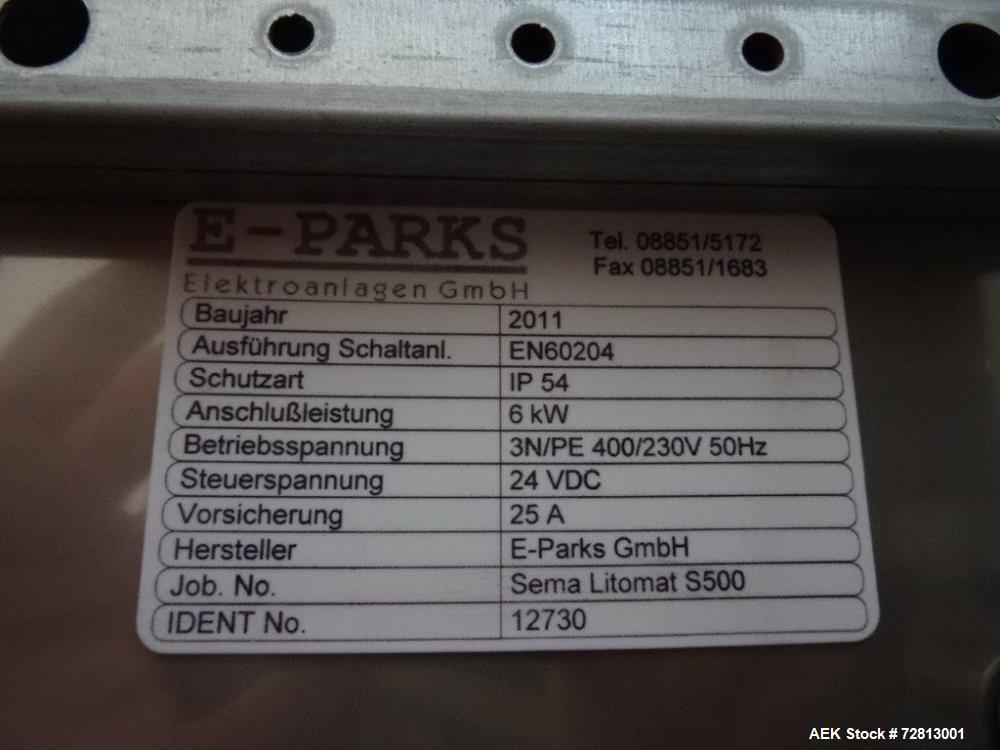 E-PARKS
Elektroanlagen GmbH
Tel. 08851/5172
Fax 08851/1683
Baujahr 2011
Ausführung Schaltanl. EN60204
Schutzart IP 54
Anschlußleistung 6 kW
Betriebsspannung 3N/PE 400/230V 50Hz
Steuerspannung 24 VDC
Vorsicherung 25 A
Hersteller E-Parks GmbH
Job. No. Sema Litomat S500
IDENT No. 12730
AEK Stock # 72813001